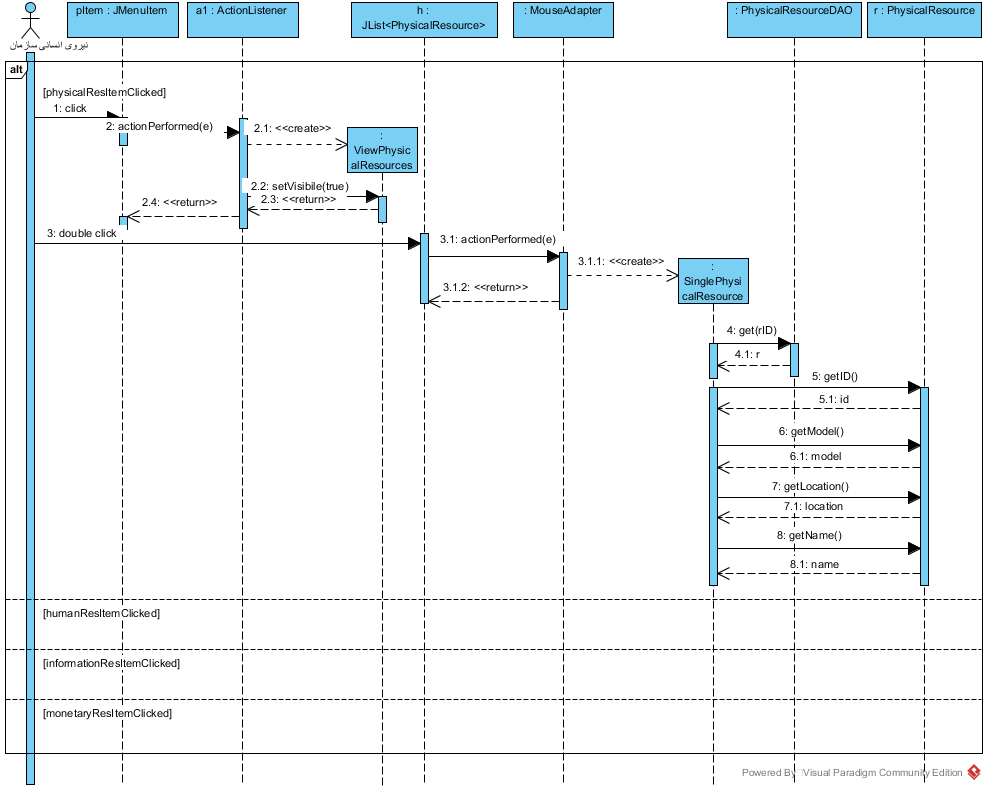 pItem : JMenuItem
a1 : ActionListener
h :
JList<PhysicalResource>
: MouseAdapter
: PhysicalResourceDAO
r : PhysicalResource
نیروی انسانی سازمان
alt
[physicalResItemClicked]
1: click
2: actionPerformed(e)
2.1: <<create>>
:
ViewPhysic
alResources
2.2: setVisibile(true)
2.3: <<return>>
2.4: <<return>>
3: double click
3.1: actionPerformed(e)
3.1.1: <<create>>
:
SinglePhysi
calResource
3.1.2: <<return>>
4: get(rID)
4.1: r
5: getID()
5.1: id
6: getModel()
6.1: model
7: getLocation()
7.1: location
8: getName()
8.1: name
[humanResItemClicked]
[informationResItemClicked]
[monetaryResItemClicked]
Powered By Visual Paradigm Community Edition